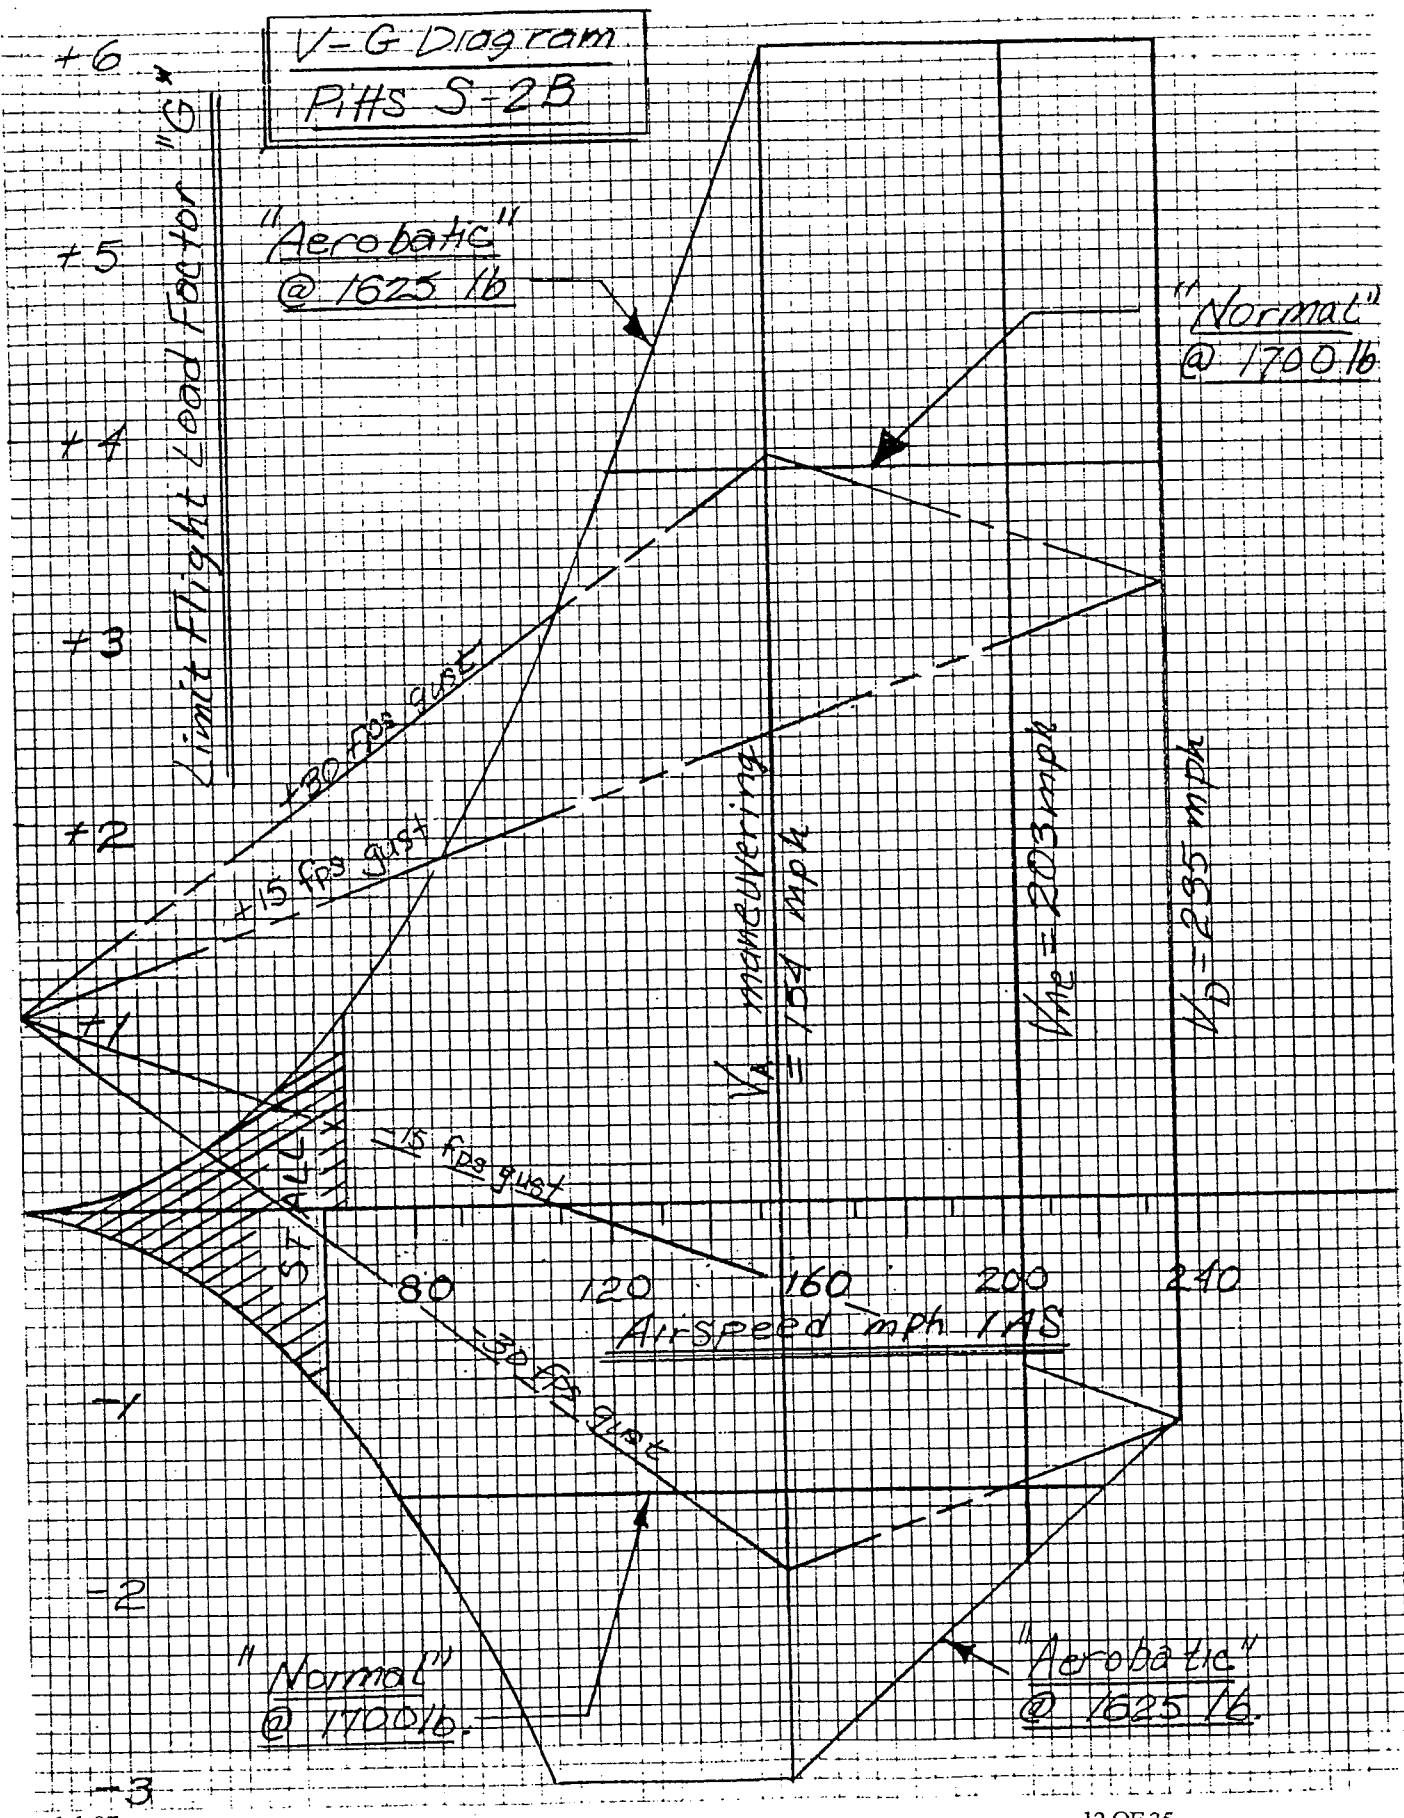 V-G Diagram
Pitts S-2B
+6
+5
+4
+3
+2
+1
-1
-2
-3
Limit Flight Load Factor "G"
"Aerobatic"
@ 1625 lb
"Normal"
@ 1700 lb
+30 fps gust
+15 fps gust
-15 fps gust
-30 fps gust
STALL
VA maneuvering
= 154 mph
Vne = 203 mph
VD = 235 mph
80 120 160 200 240
Airspeed mph IAS
"Normal"
@ 1700 lb.
"Aerobatic"
@ 1625 lb.